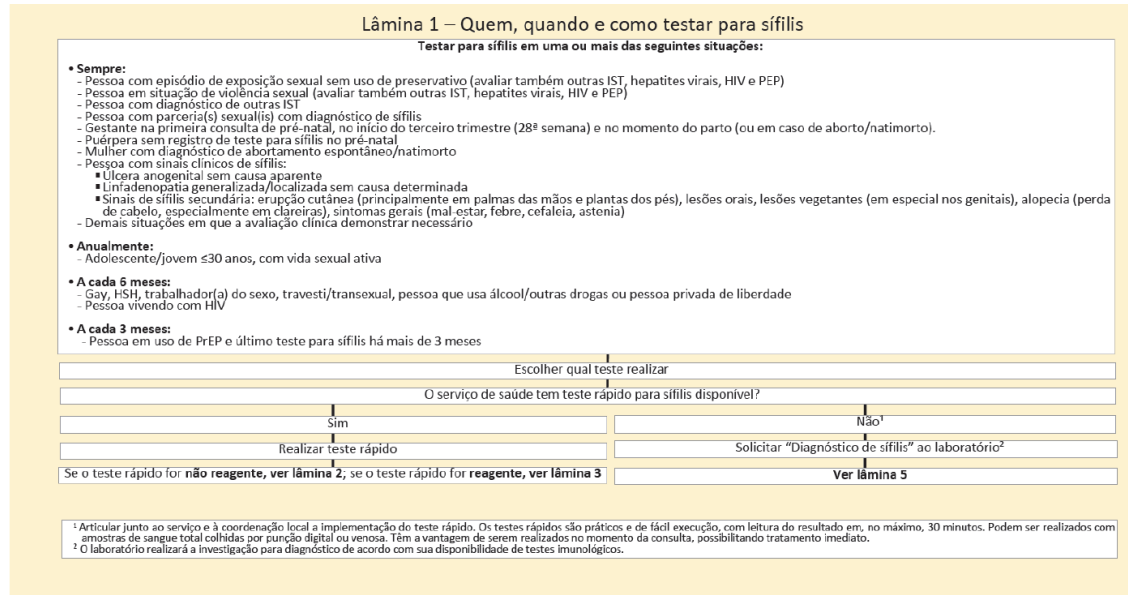 Lâmina 1 – Quem, quando e como testar para sífilis
Testar para sífilis em uma ou mais das seguintes situações:
• Sempre:
- Pessoa com episódio de exposição sexual sem uso de preservativo (avaliar também outras IST, hepatites virais, HIV e PEP)
- Pessoa em situação de violência sexual (avaliar também outras IST, hepatites virais, HIV e PEP)
- Pessoa com diagnóstico de outras IST
- Pessoa com parceria(s) sexual(is) com diagnóstico de sífilis
- Gestante na primeira consulta de pré-natal, no início do terceiro trimestre (28ª semana) e no momento do parto (ou em caso de aborto/natimorto).
- Puérpera sem registro de teste para sífilis no pré-natal
- Mulher com diagnóstico de abortamento espontâneo/natimorto
- Pessoa com sinais clínicos de sífilis:
▪ Úlcera anogenital sem causa aparente
▪ Linfadenopatia generalizada/localizada sem causa determinada
▪ Sinais de sífilis secundária: erupção cutânea (principalmente em palmas das mãos e plantas dos pés), lesões orais, lesões vegetantes (em especial nos genitais), alopecia (perda
de cabelo, especialmente em clareiras), sintomas gerais (mal-estar, febre, cefaleia, astenia)
- Demais situações em que a avaliação clínica demonstrar necessário
• Anualmente:
- Adolescente/jovem ≤30 anos, com vida sexual ativa
• A cada 6 meses:
- Gay, HSH, trabalhador(a) do sexo, travesti/transexual, pessoa que usa álcool/outras drogas ou pessoa privada de liberdade
- Pessoa vivendo com HIV
• A cada 3 meses:
- Pessoa em uso de PrEP e último teste para sífilis há mais de 3 meses
Escolher qual teste realizar
O serviço de saúde tem teste rápido para sífilis disponível?
Sim
Não¹
Realizar teste rápido
Solicitar “Diagnóstico de sífilis” ao laboratório²
Se o teste rápido for não reagente, ver lâmina 2; se o teste rápido for reagente, ver lâmina 3
Ver lâmina 5
¹ Articular junto ao serviço e à coordenação local a implementação do teste rápido. Os testes rápidos são práticos e de fácil execução, com leitura do resultado em, no máximo, 30 minutos. Podem ser realizados com
amostras de sangue total colhidas por punção digital ou venosa. Têm a vantagem de serem realizados no momento da consulta, possibilitando tratamento imediato.
² O laboratório realizará a investigação para diagnóstico de acordo com sua disponibilidade de testes imunológicos.